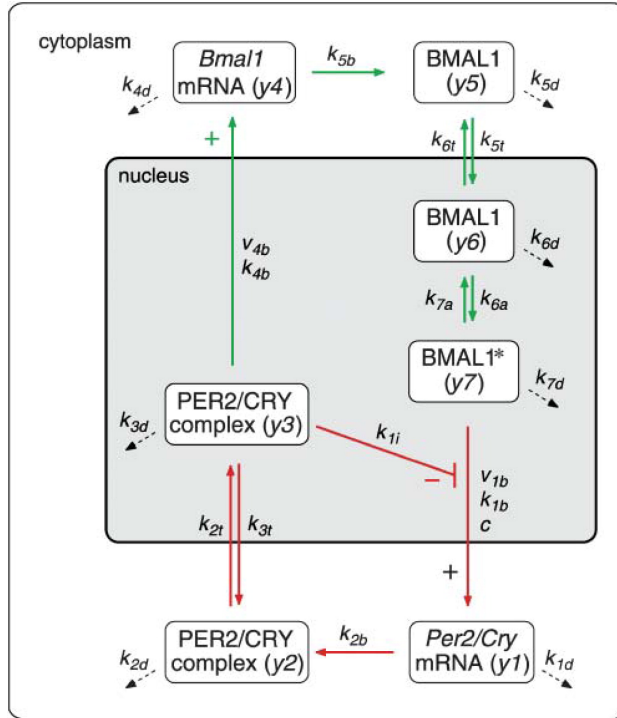 cytoplasm
Bmal1
mRNA (y4)
k5b
BMAL1
(y5)
k4d
k5d
+
k6t
k5t
nucleus
BMAL1
(y6)
k6d
v4b
k4b
k7a
k6a
BMAL1*
(y7)
k7d
k3d
PER2/CRY
complex (y3)
k1i
−
v1b
k1b
c
k2t
k3t
+
PER2/CRY
complex (y2)
k2b
Per2/Cry
mRNA (y1)
k2d
k1d